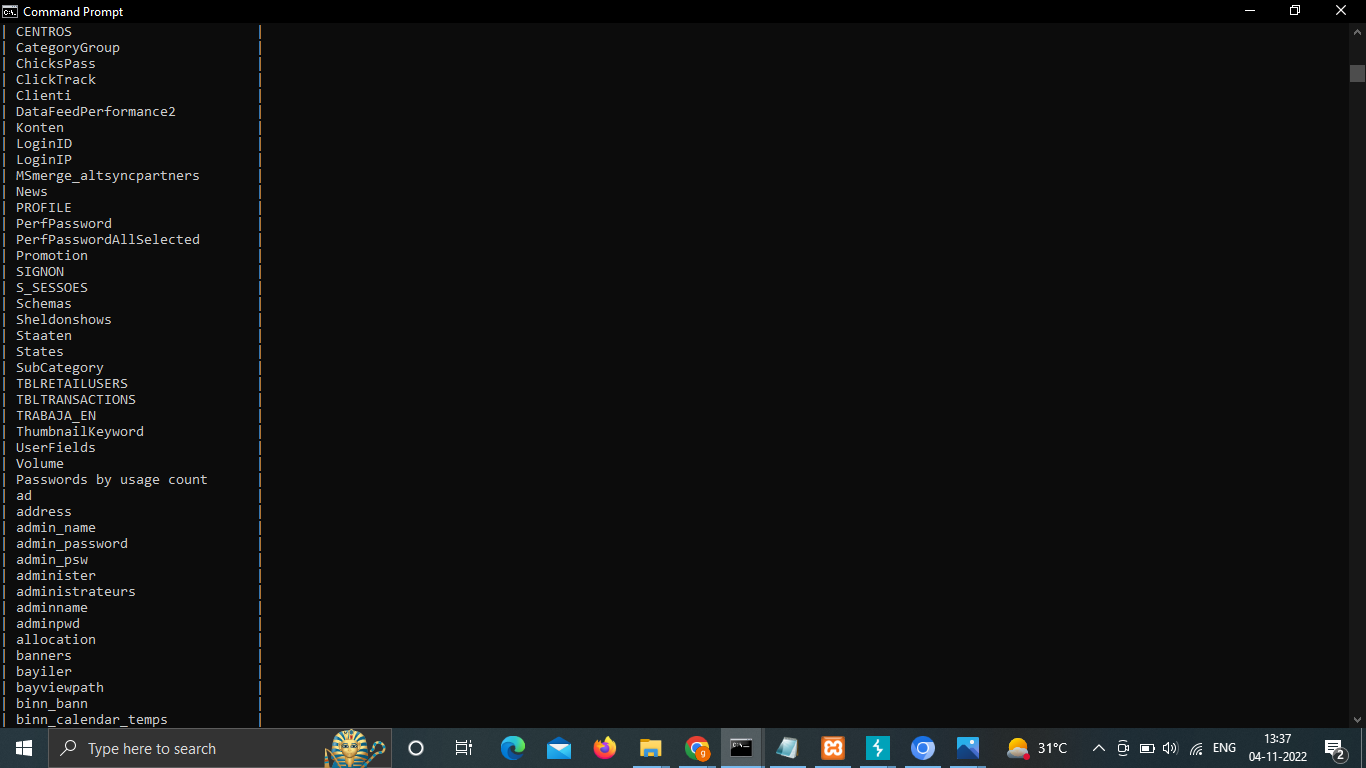 Command Prompt
| CENTROS |
| CategoryGroup |
| ChicksPass |
| ClickTrack |
| Clienti |
| DataFeedPerformance2 |
| Konten |
| LoginID |
| LoginIP |
| MSmerge_altsyncpartners |
| News |
| PROFILE |
| PerfPassword |
| PerfPasswordAllSelected |
| Promotion |
| SIGNON |
| S_SESSOES |
| Schemas |
| Sheldonshows |
| Staaten |
| States |
| SubCategory |
| TBLRETAILUSERS |
| TBLTRANSACTIONS |
| TRABAJA_EN |
| ThumbnailKeyword |
| UserFields |
| Volume |
| Passwords by usage count |
| ad |
| address |
| admin_name |
| admin_password |
| admin_psw |
| administer |
| administrateurs |
| adminname |
| adminpwd |
| allocation |
| banners |
| bayiler |
| bayviewpath |
| binn_bann |
| binn_calendar_temps |
Type here to search
31°C
ENG
13:37
04-11-2022
2